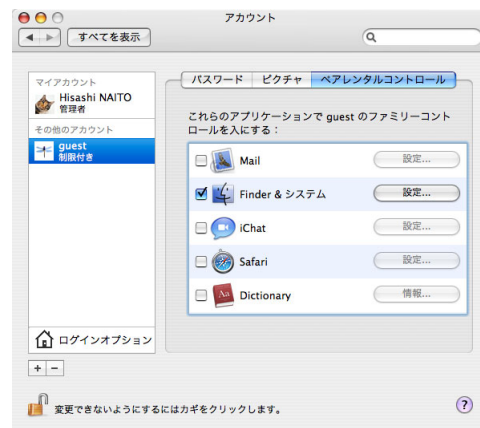 アカウント
すべてを表示
マイアカウント
Hisashi NAITO
管理者
その他のアカウント
guest
制限付き
ログインオプション
+ −
パスワード ピクチャ ペアレンタルコントロール
これらのアプリケーションで guest のファミリーコント
ロールを入にする：
Mail 設定...
Finder & システム 設定...
iChat 設定...
Safari 設定...
Dictionary 情報...
変更できないようにするにはカギをクリックします。
?